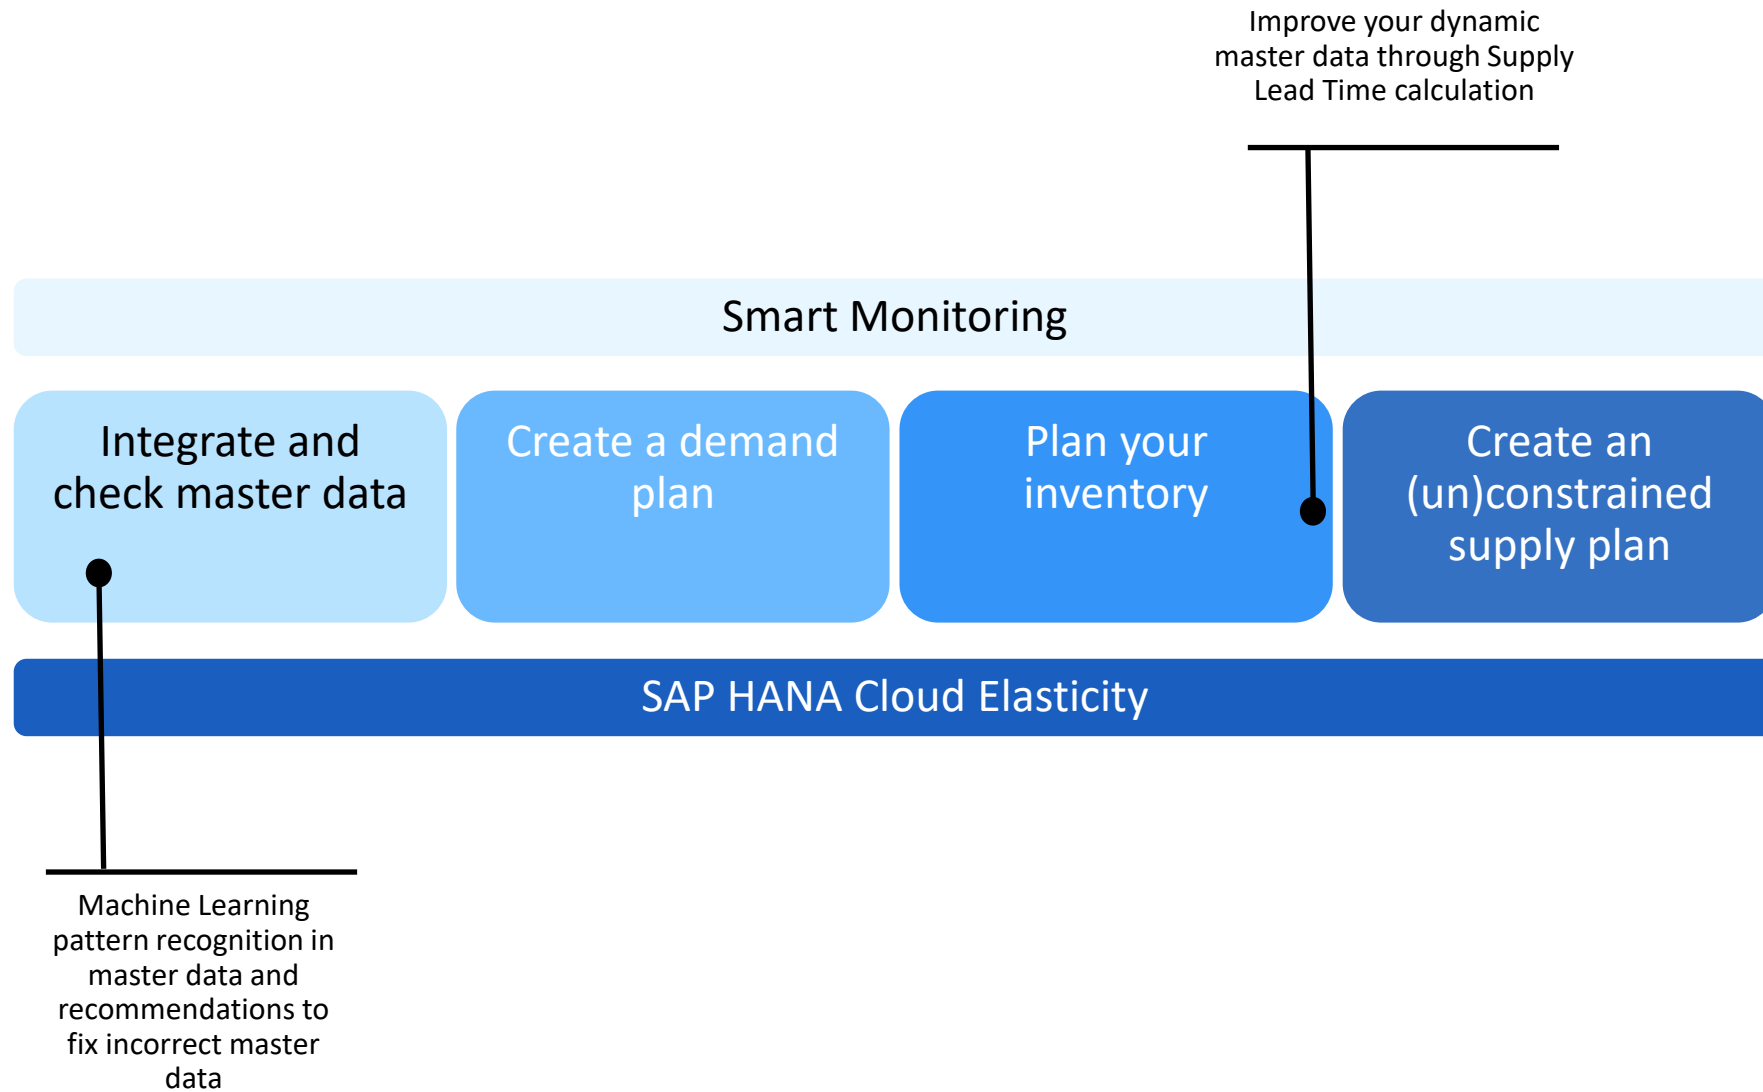 Improve your dynamic
master data through Supply
Lead Time calculation
Smart Monitoring
Integrate and
check master data
Create a demand
plan
Plan your
inventory
Create an
(un)constrained
supply plan
SAP HANA Cloud Elasticity
Machine Learning
pattern recognition in
master data and
recommendations to
fix incorrect master
data